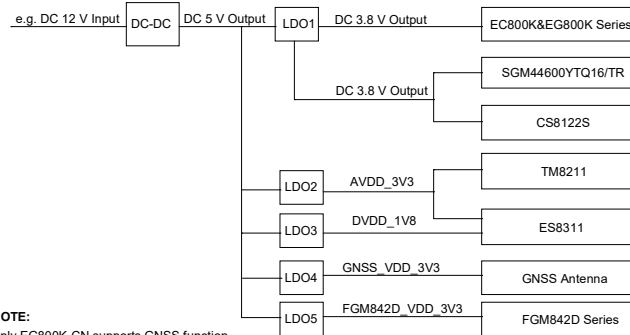 e.g. DC 12 V Input
DC-DC
DC 5 V Output
LDO1
DC 3.8 V Output
EC800K&EG800K Series
SGM44600YTQ16/TR
DC 3.8 V Output
CS8122S
TM8211
LDO2
AVDD_3V3
LDO3
DVDD_1V8
ES8311
LDO4
GNSS_VDD_3V3
GNSS Antenna
LDO5
FGM842D_VDD_3V3
FGM842D Series
OTE:
nly EG800K-CN supports GNSS function